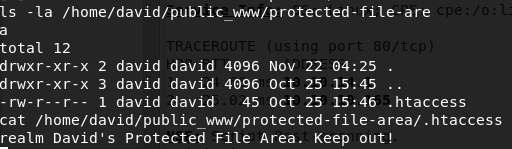 ls -la /home/david/public_www/protected-file-are
a
total 12
TRACEROUTE (using port 80/tcp)
drwxr-xr-x 2 david david 4096 Nov 22 04:25 .
drwxr-xr-x 3 david david 4096 Oct 25 15:45 ..
-rw-r--r-- 1 david david   45 Oct 25 15:46 .htaccess
cat /home/david/public_www/protected-file-area/.htaccess
realm David's Protected File Area. Keep out!